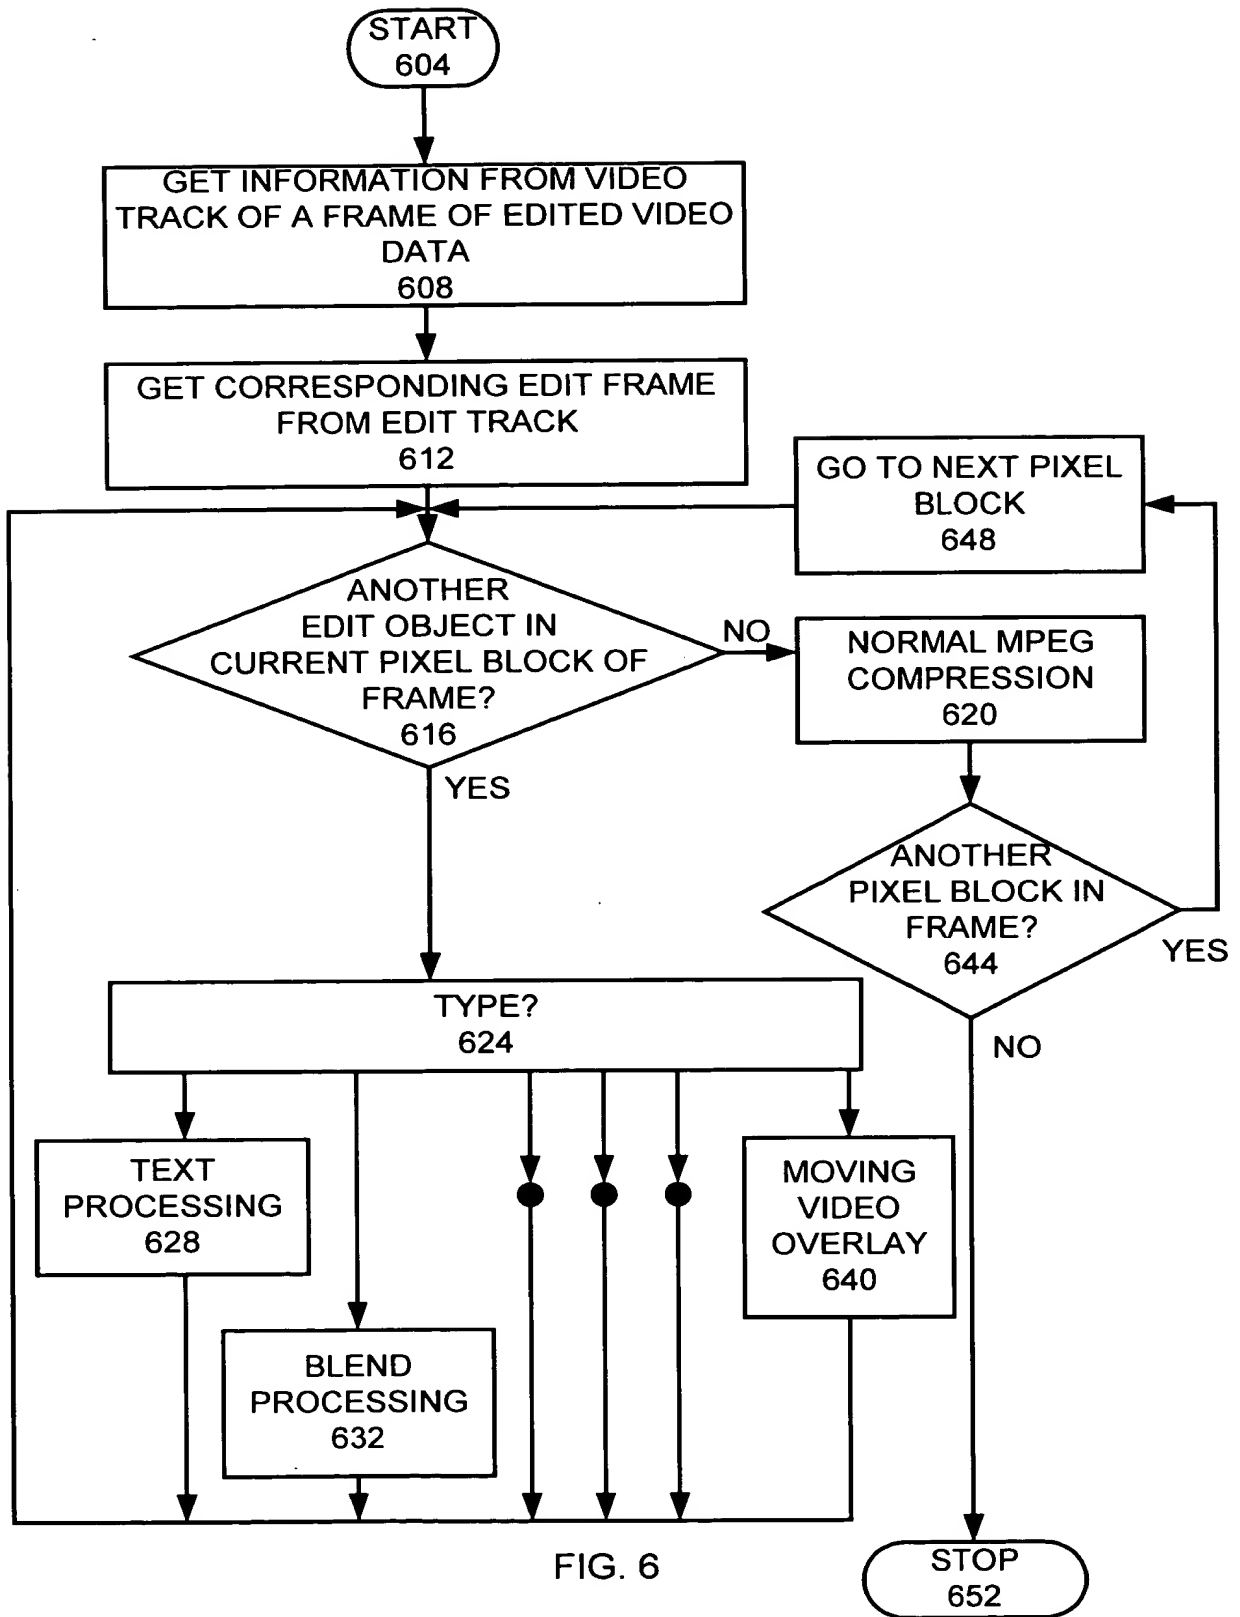 START
604
GET INFORMATION FROM VIDEO
TRACK OF A FRAME OF EDITED VIDEO
DATA
608
GET CORRESPONDING EDIT FRAME
FROM EDIT TRACK
612
GO TO NEXT PIXEL
BLOCK
648
ANOTHER
EDIT OBJECT IN
CURRENT PIXEL BLOCK OF
FRAME?
616
NO
NORMAL MPEG
COMPRESSION
620
YES
ANOTHER
PIXEL BLOCK IN
FRAME?
644
YES
NO
TYPE?
624
TEXT
PROCESSING
628
BLEND
PROCESSING
632
MOVING
VIDEO
OVERLAY
640
FIG. 6
STOP
652